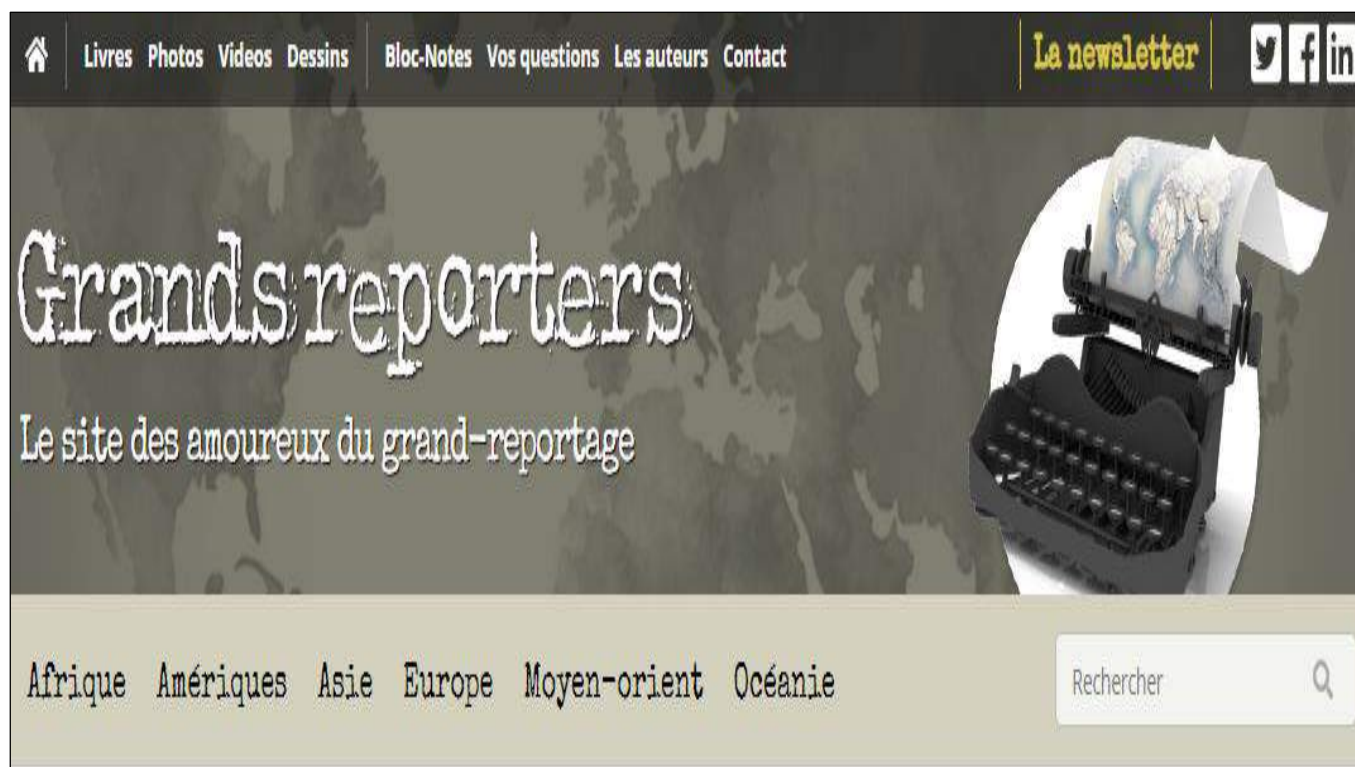 Livres Photos Videos Dessins Bloc-Notes Vos questions Les auteurs Contact La newsletter
Grands reporters
Le site des amoureux du grand-reportage
Afrique Amériques Asie Europe Moyen-orient Océanie Rechercher